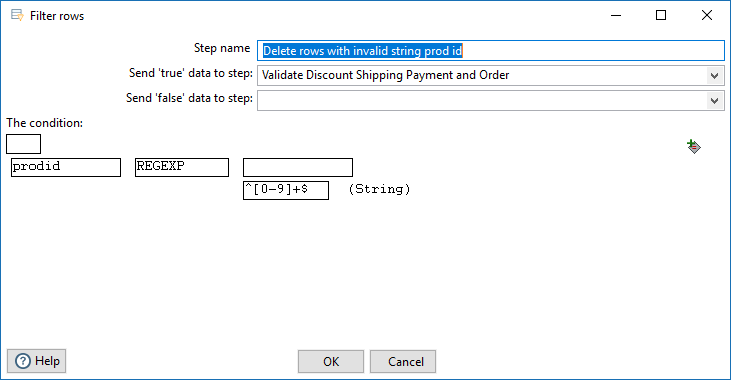 Filter rows
Step name Delete rows with invalid string prod id
Send 'true' data to step: Validate Discount Shipping Payment and Order
Send 'false' data to step:
The condition:
prodid REGEXP
^[0-9]+$ (String)
Help OK Cancel